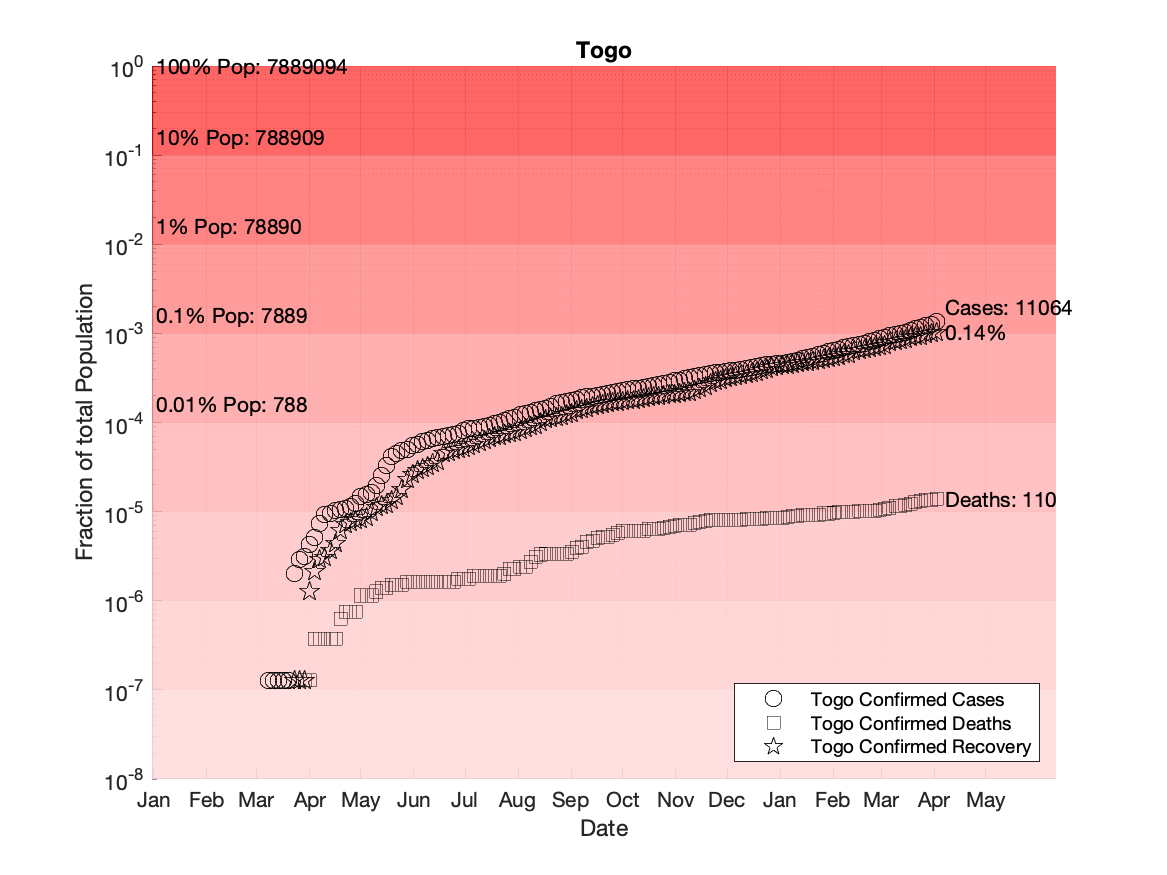 Togo
10^0
100% Pop: 7889094
10% Pop: 788909
10^-1
1% Pop: 78890
10^-2
Cases: 11064
0.1% Pop: 7889
10^-3
0.14%
0.01% Pop: 788
10^-4
Deaths: 110
10^-5
10^-6
10^-7
10^-8
Fraction of total Population
Togo Confirmed Cases
Togo Confirmed Deaths
Togo Confirmed Recovery
Jan Feb Mar Apr May Jun Jul Aug Sep Oct Nov Dec Jan Feb Mar Apr May
Date